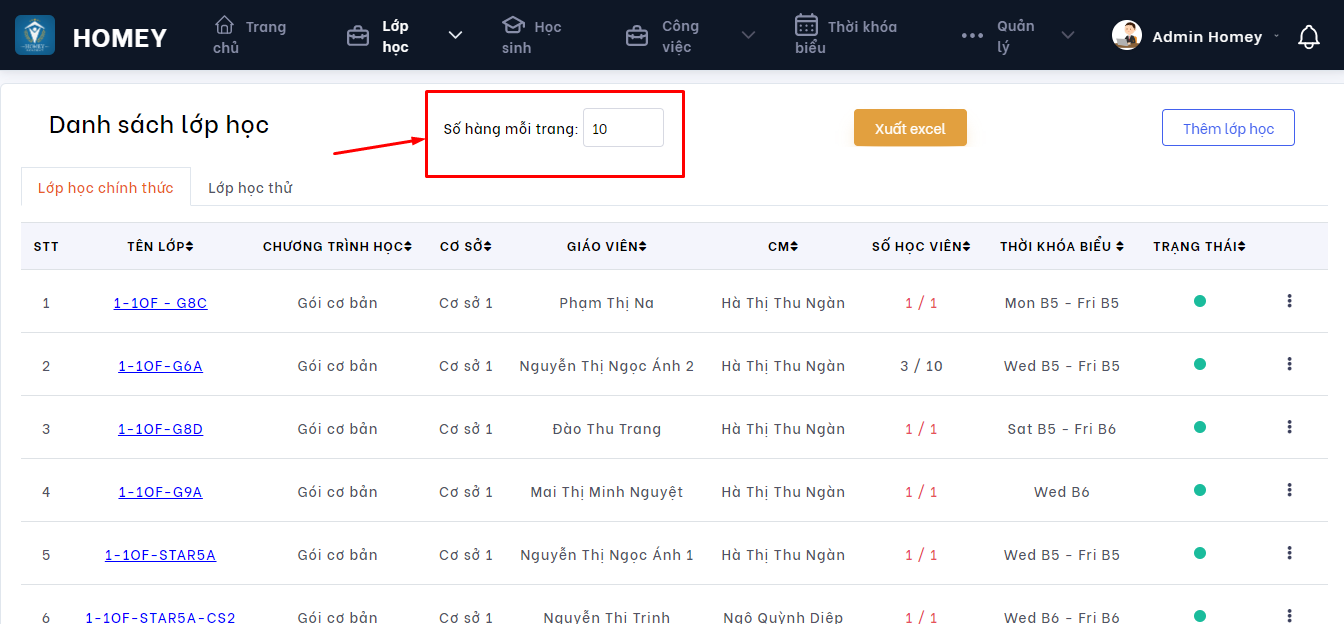 HOMEY
HOMEY
Trang chủ
Lớp học
Học sinh
Công việc
Thời khóa biểu
Quản lý
Admin Homey
Danh sách lớp học
Số hàng mỗi trang: 10
Xuất excel
Thêm lớp học
Lớp học chính thức Lớp học thử
STT TÊN LỚP CHƯƠNG TRÌNH HỌC CƠ SỞ GIÁO VIÊN CM SỐ HỌC VIÊN THỜI KHÓA BIỂU TRẠNG THÁI
1 1-1OF - G8C Gói cơ bản Cơ sở 1 Phạm Thị Na Hà Thị Thu Ngàn 1 / 1 Mon B5 - Fri B5
2 1-1OF-G6A Gói cơ bản Cơ sở 1 Nguyễn Thị Ngọc Ánh 2 Hà Thị Thu Ngàn 3 / 10 Wed B5 - Fri B5
3 1-1OF-G8D Gói cơ bản Cơ sở 1 Đào Thu Trang Hà Thị Thu Ngàn 1 / 1 Sat B5 - Fri B6
4 1-1OF-G9A Gói cơ bản Cơ sở 1 Mai Thị Minh Nguyệt Hà Thị Thu Ngàn 1 / 1 Wed B6
5 1-1OF-STAR5A Gói cơ bản Cơ sở 1 Nguyễn Thị Ngọc Ánh 1 Hà Thị Thu Ngàn 1 / 1 Wed B5 - Fri B5
6 1-1OF-STAR5A-CS2 Gói cơ bản Cơ sở 1 Nguyễn Thị Trinh Ngô Quỳnh Diệp 1 / 1 Wed B6 - Fri B6